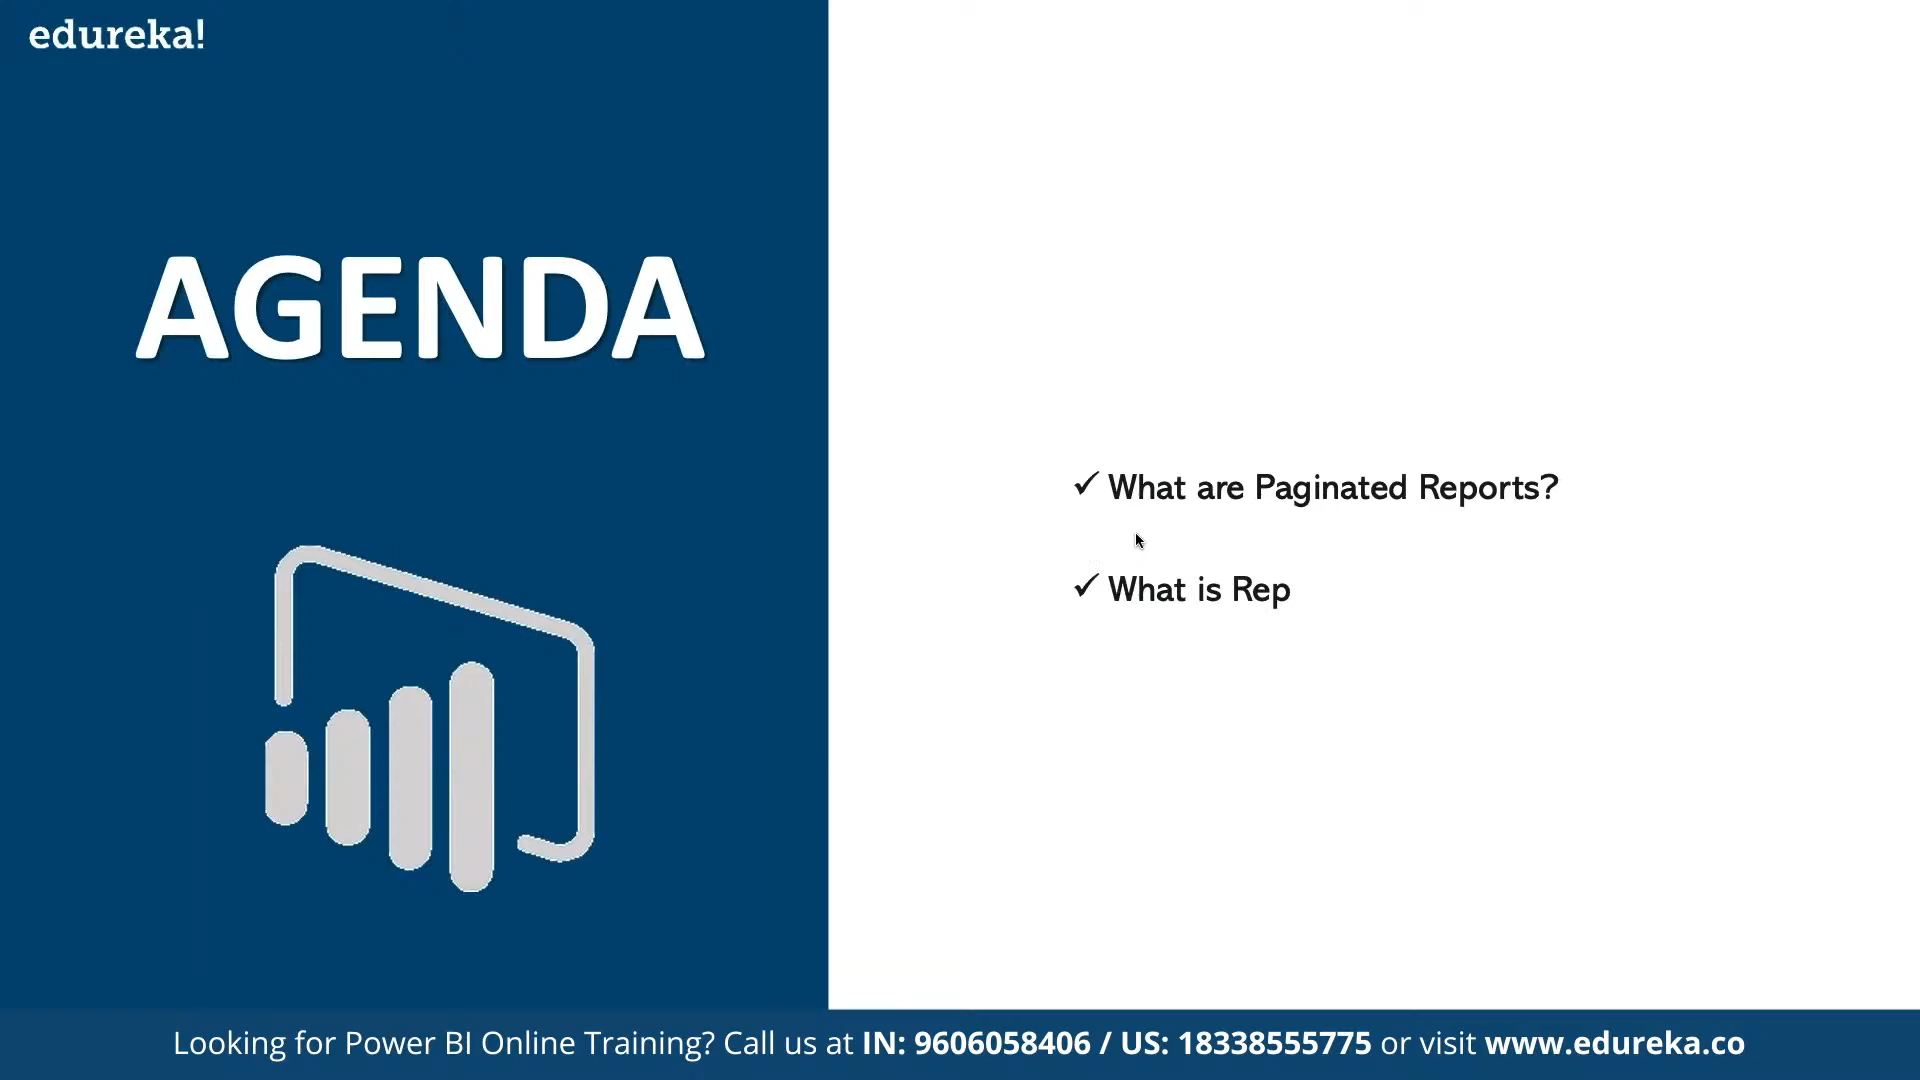 edureka!
AGENDA
✓ What are Paginated Reports?
✓ What is Rep
Looking for Power BI Online Training? Call us at IN: 9606058406 / US: 18338555775 or visit www.edureka.co